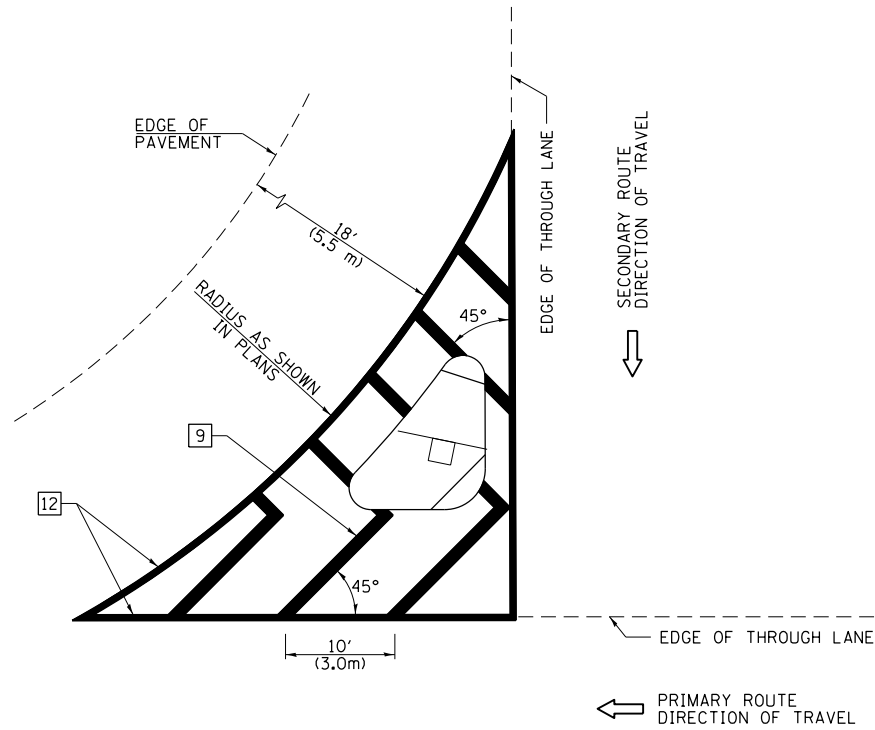 EDGE OF
PAVEMENT
18'
(5.5 m)
RADIUS AS SHOWN
IN PLANS
45°
EDGE OF THROUGH LANE
SECONDARY ROUTE
DIRECTION OF TRAVEL
9
12
45°
10'
(3.0m)
EDGE OF THROUGH LANE
PRIMARY ROUTE
DIRECTION OF TRAVEL